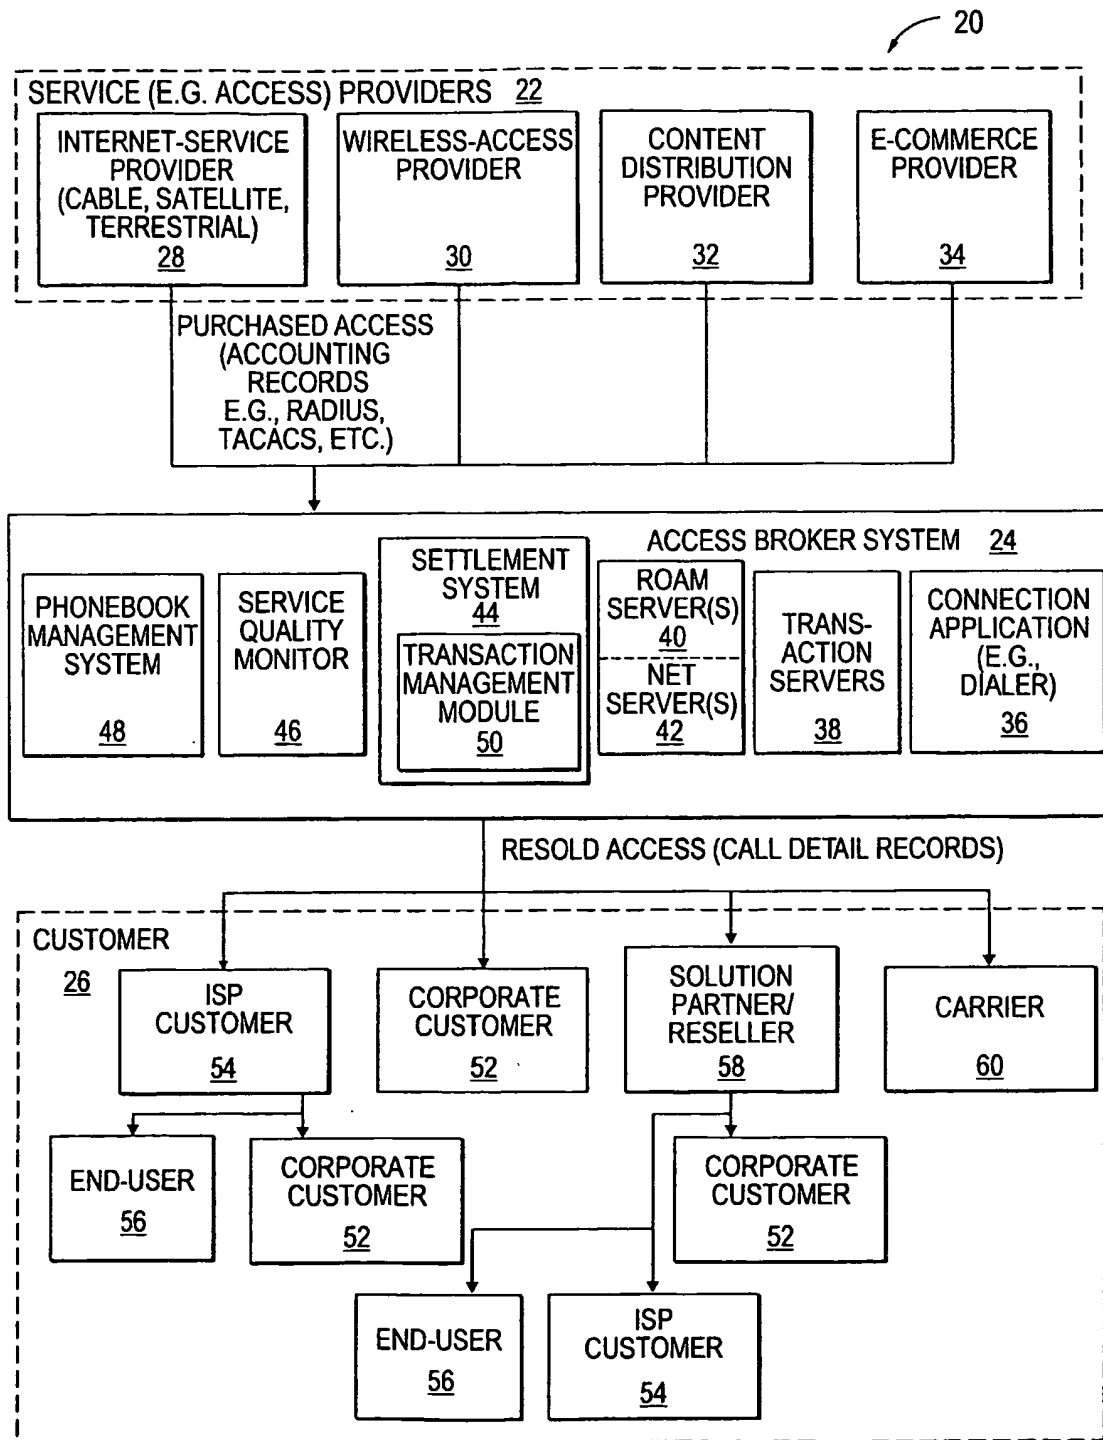 20
SERVICE (E.G. ACCESS) PROVIDERS 22
INTERNET-SERVICE
PROVIDER
(CABLE, SATELLITE,
TERRESTRIAL)
28
WIRELESS-ACCESS
PROVIDER
30
CONTENT
DISTRIBUTION
PROVIDER
32
E-COMMERCE
PROVIDER
34
PURCHASED ACCESS
(ACCOUNTING
RECORDS
E.G., RADIUS,
TACACS, ETC.)
ACCESS BROKER SYSTEM 24
PHONEBOOK
MANAGEMENT
SYSTEM
48
SERVICE
QUALITY
MONITOR
46
SETTLEMENT
SYSTEM
44
TRANSACTION
MANAGEMENT
MODULE
50
ROAM
SERVER(S)
40
NET
SERVER(S)
42
TRANS-
ACTION
SERVERS
38
CONNECTION
APPLICATION
(E.G.,
DIALER)
36
RESOLD ACCESS (CALL DETAIL RECORDS)
CUSTOMER
26
ISP
CUSTOMER
54
CORPORATE
CUSTOMER
52
SOLUTION
PARTNER/
RESELLER
58
CARRIER
60
END-USER
56
CORPORATE
CUSTOMER
52
CORPORATE
CUSTOMER
52
END-USER
56
ISP
CUSTOMER
54